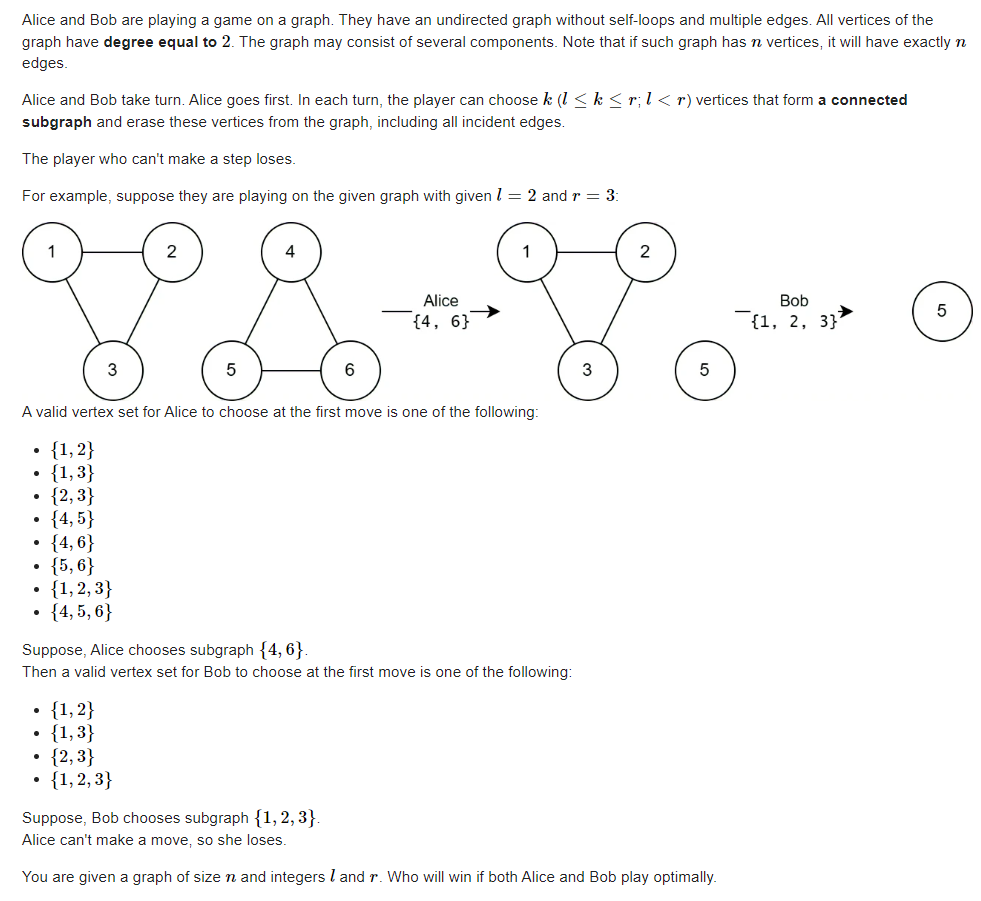 Alice and Bob are playing a game on a graph. They have an undirected graph without self-loops and multiple edges. All vertices of the
graph have degree equal to 2. The graph may consist of several components. Note that if such graph has n vertices, it will have exactly n
edges.
Alice and Bob take turn. Alice goes first. In each turn, the player can choose k (l ≤ k ≤ r; l < r) vertices that form a connected
subgraph and erase these vertices from the graph, including all incident edges.
The player who can't make a step loses.
For example, suppose they are playing on the given graph with given l = 2 and r = 3:
1 2 4 1 2
Alice Bob
{4, 6} {1, 2, 3} 5
3 5 6 3 5
A valid vertex set for Alice to choose at the first move is one of the following:
• {1, 2}
• {1, 3}
• {2, 3}
• {4, 5}
• {4, 6}
• {5, 6}
• {1, 2, 3}
• {4, 5, 6}
Suppose, Alice chooses subgraph {4, 6}.
Then a valid vertex set for Bob to choose at the first move is one of the following:
• {1, 2}
• {1, 3}
• {2, 3}
• {1, 2, 3}
Suppose, Bob chooses subgraph {1, 2, 3}.
Alice can't make a move, so she loses.
You are given a graph of size n and integers l and r. Who will win if both Alice and Bob play optimally.